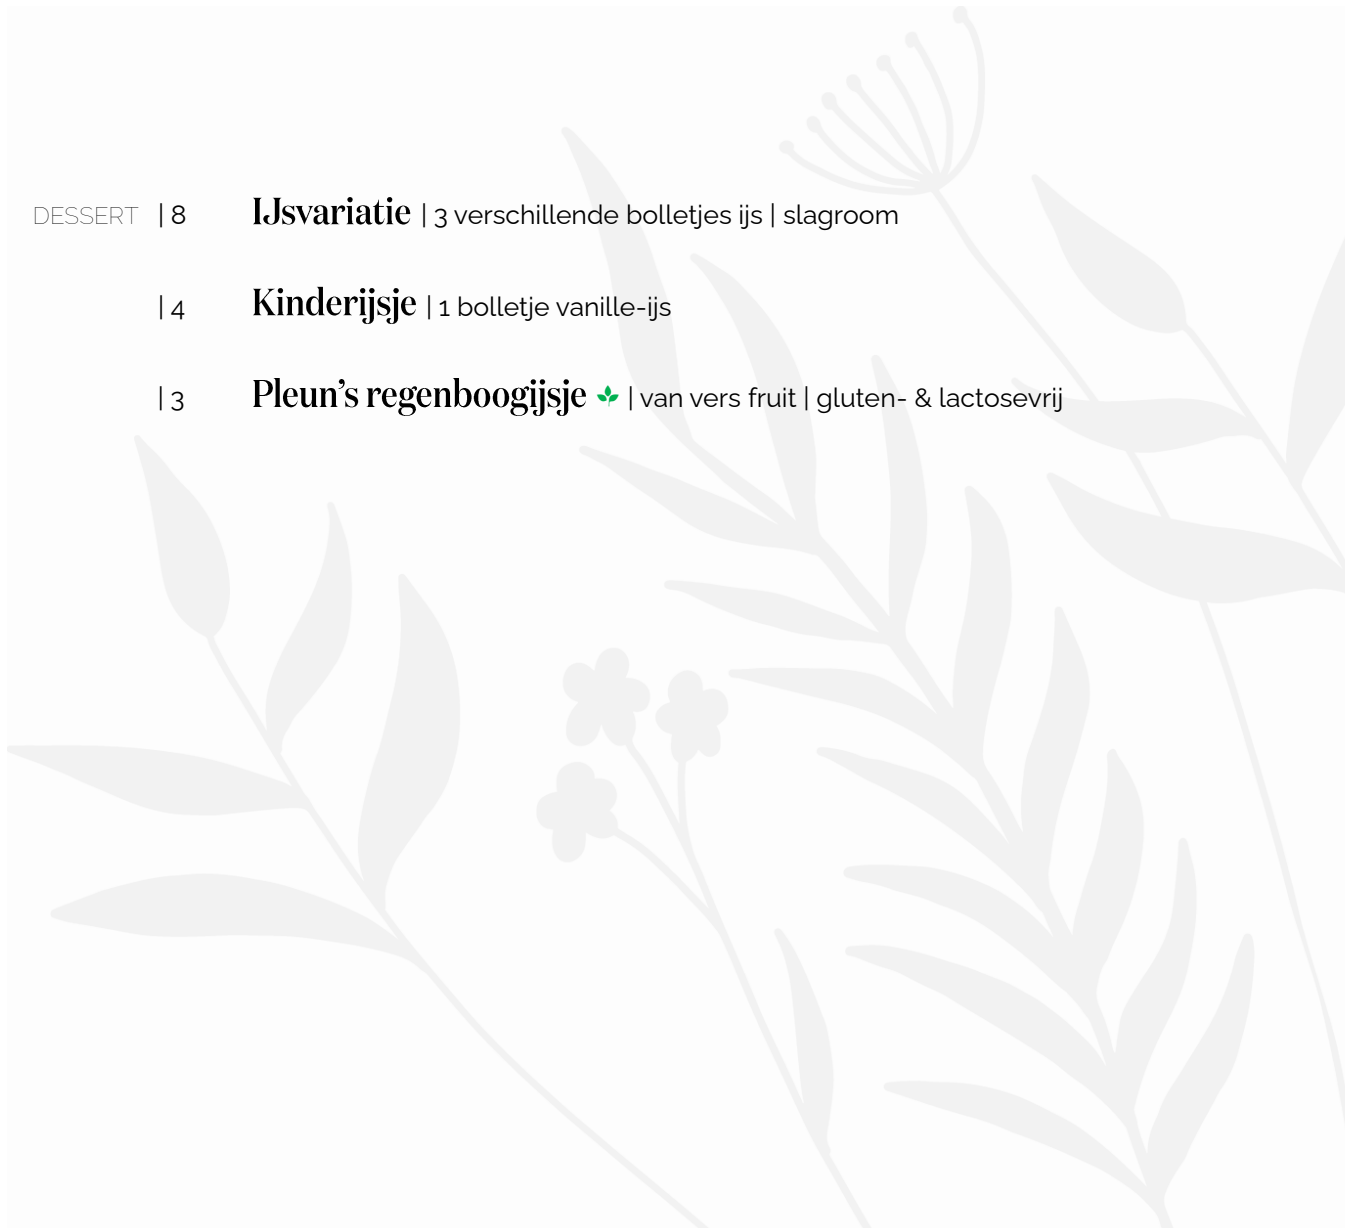 DESSERT | 8 IJsvariatie | 3 verschillende bolletjes ijs | slagroom
| 4 Kinderijsje | 1 bolletje vanille-ijs
| 3 Pleun’s regenboogijsje | van vers fruit | gluten- & lactosevrij